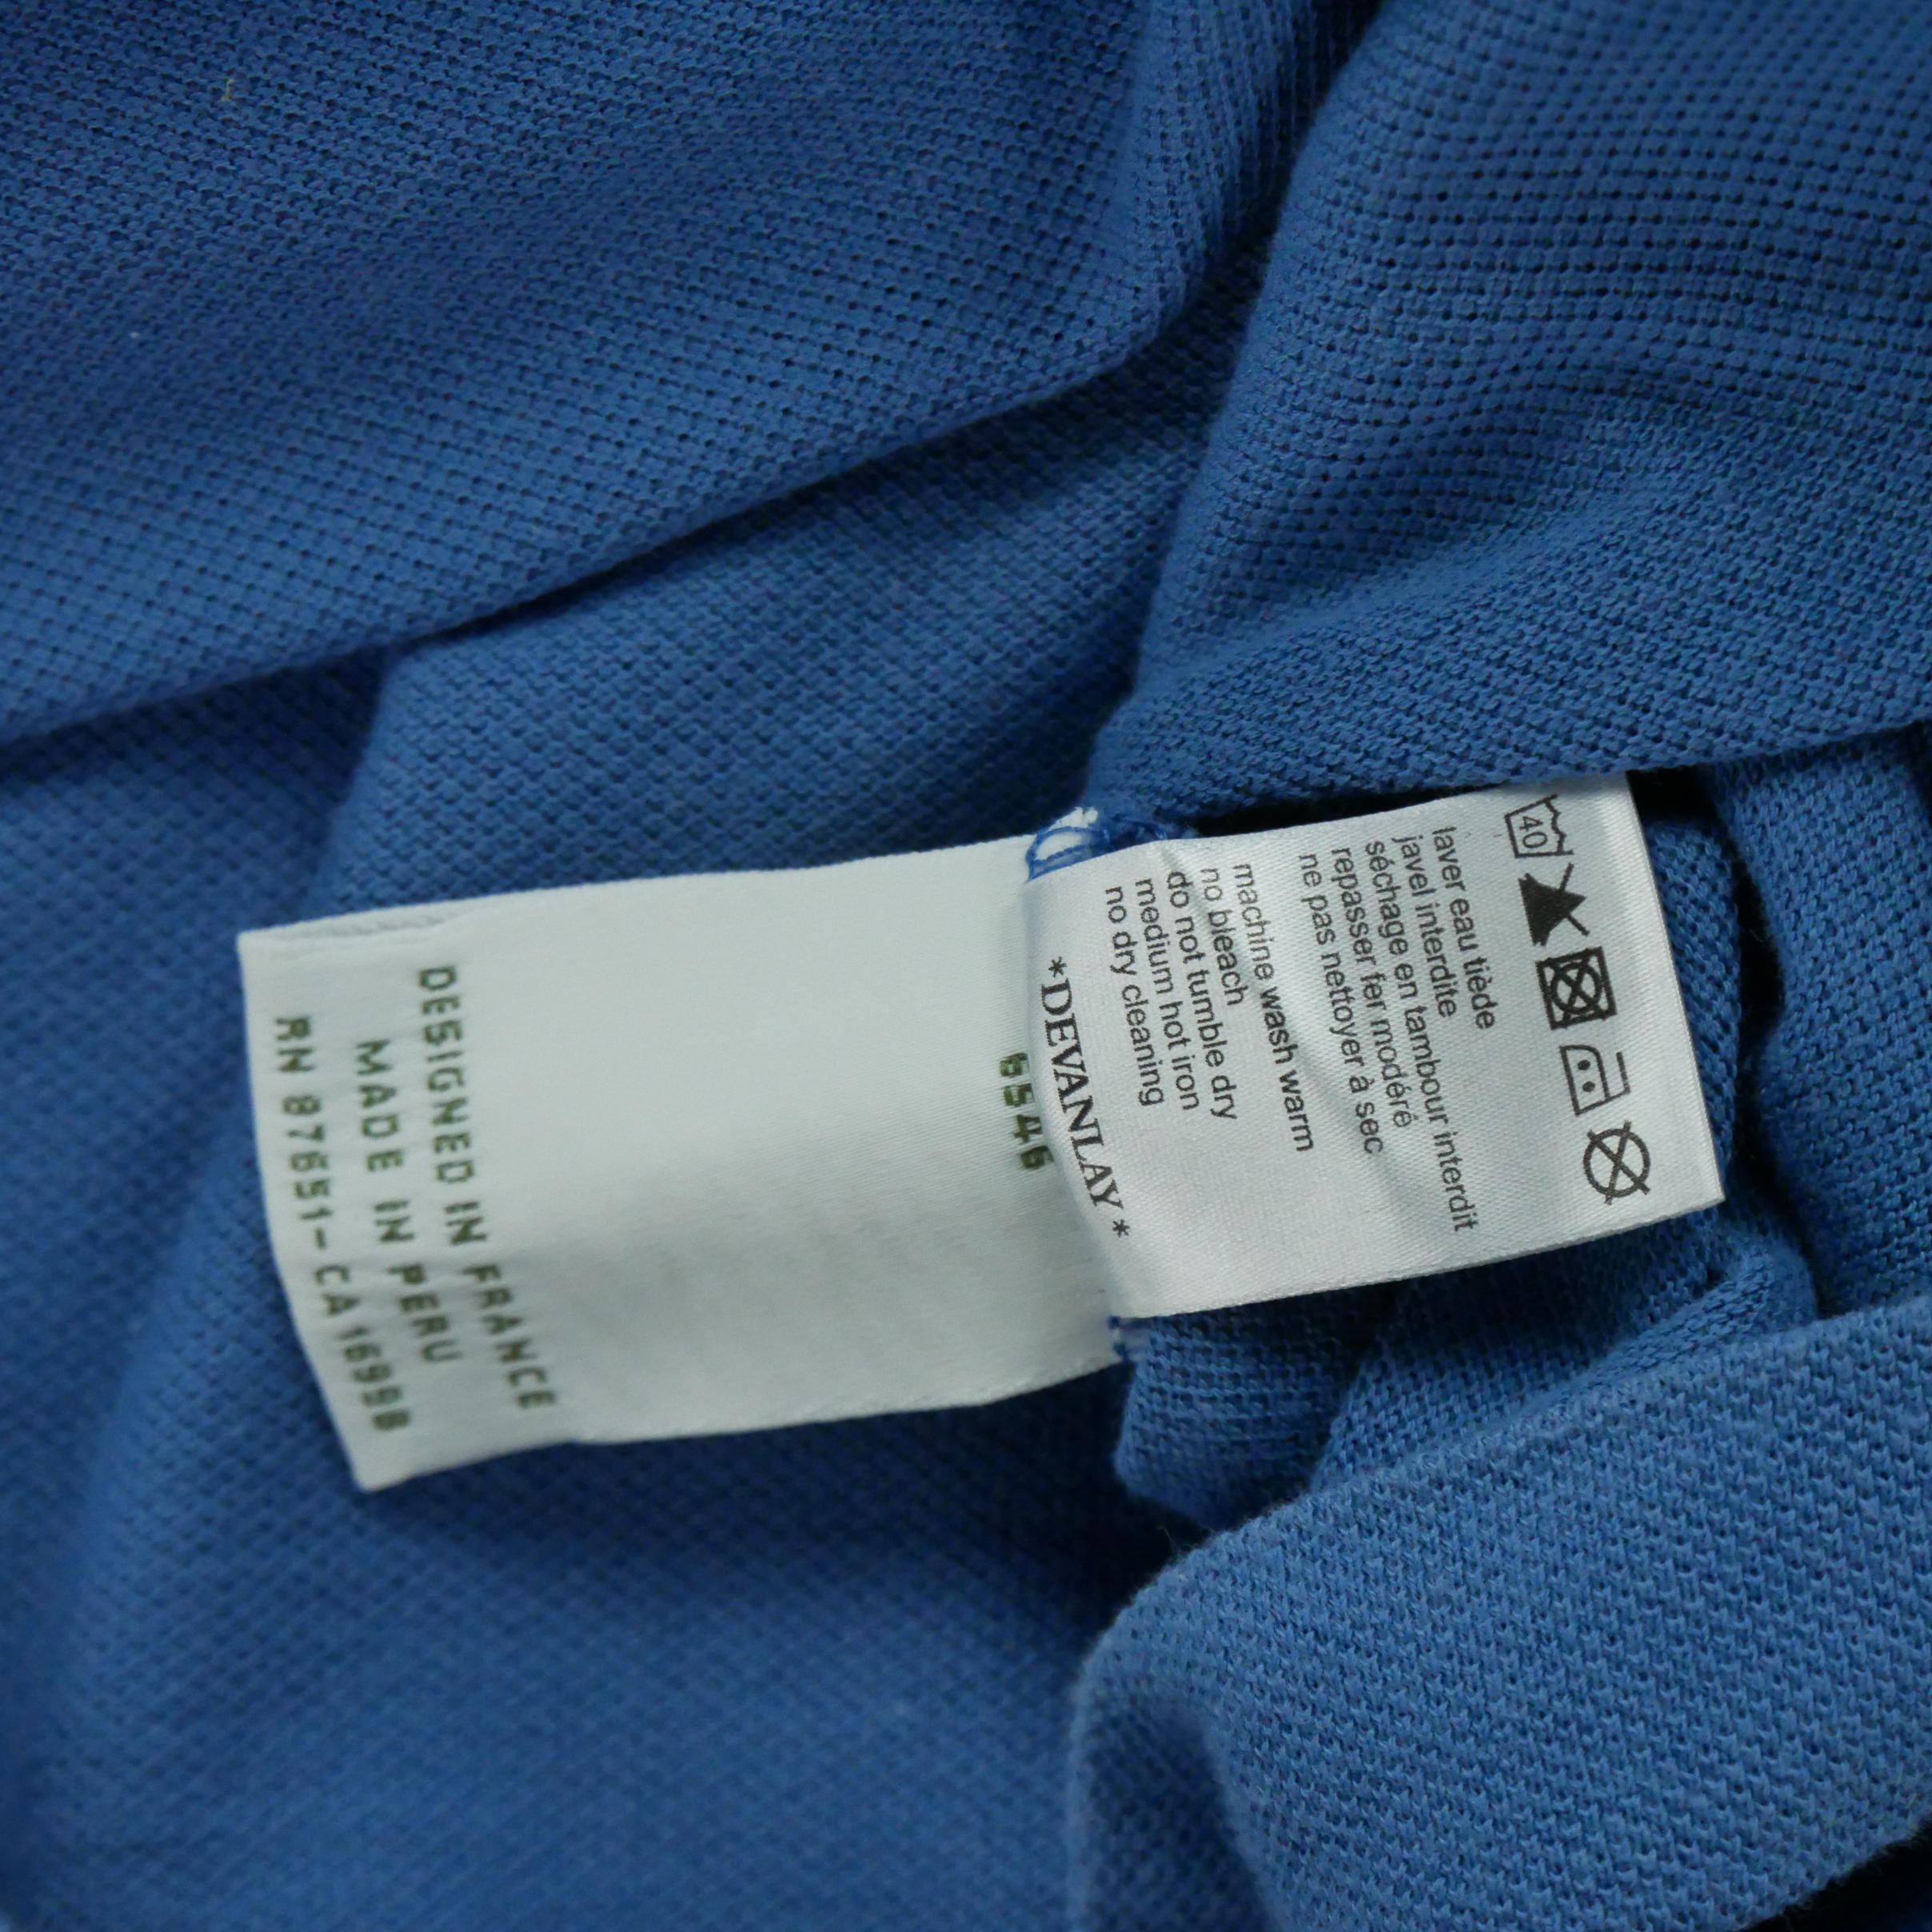 DESIGNED IN FRANCE
MADE IN PERU
RN 87651- CA 16998
6546
40
laver eau tiède
javel interdite
séchage en tambour interdit
repasser fer modéré
ne pas nettoyer à sec
machine wash warm
no bleach
do not tumble dry
medium hot iron
no dry cleaning
*DEVANLAY*